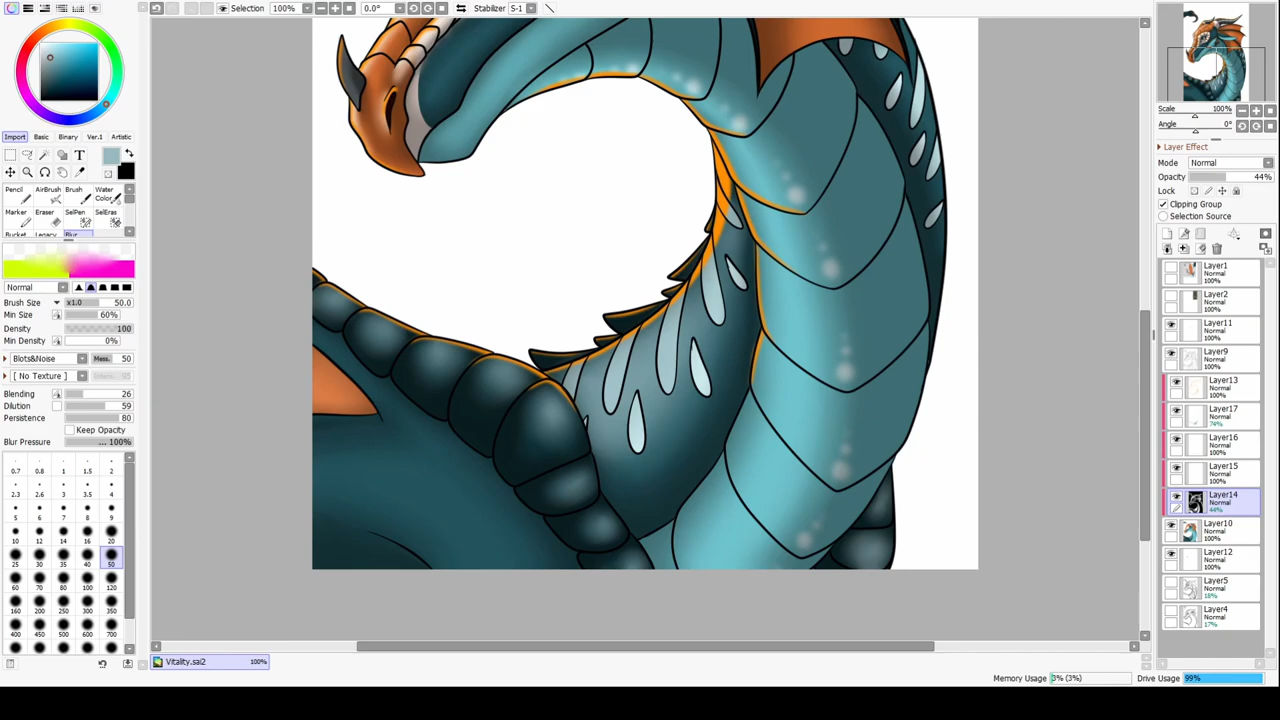 Selection 100% 0.0° Stabilizer S-1
Import Basic Binary Ver.1 Artistic
T
Pencil AirBrush Brush Water Color
Marker Eraser SelPen SelEras
Bucket Legacy Blur
Normal
Brush Size x1.0 50.0
Min Size 60%
Density 100
Min Density 0%
Blots&Noise Mess. 50
[ No Texture ]
Blending 26
Dilution 59
Persistence 80
Keep Opacity
Blur Pressure ... 100%
0.7 0.8 1 1.5 2
2.3 2.6 3 3.5 4
5 6 7 8 9
10 12 14 16 20
25 30 35 40 50
60 70 80 100 120
160 200 250 300 350
400 450 500 600 700
Vitality.sai2 100%
Scale 100%
Angle 0°
Layer Effect
Mode Normal
Opacity 44%
Lock
Clipping Group
Selection Source
Layer1
Normal
100%
Layer2
Normal
100%
Layer11
Normal
100%
Layer9
Normal
100%
Layer13
Normal
100%
Layer17
Normal
74%
Layer16
Normal
100%
Layer15
Normal
100%
Layer14
Normal
44%
Layer10
Normal
100%
Layer12
Normal
100%
Layer5
Normal
18%
Layer4
Normal
17%
Memory Usage 3% (3%) Drive Usage 99%